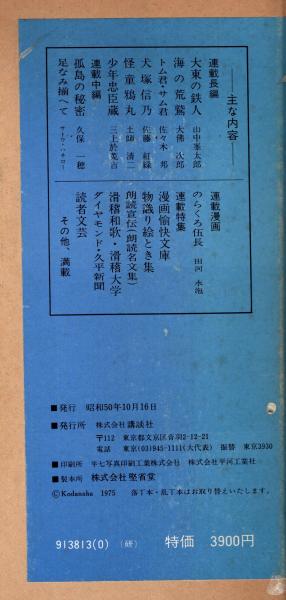 主な内容
連載長編
大東の鉄人 山中峯太郎
海の荒鷲 大佛次郎
トム君・サム君 佐々木邦
犬塚信乃 佐藤紅緑
怪童鴉丸 土師清二
少年忠臣蔵 三上於菟吉
連載中編
孤島の秘密 久保一穂
足なみ揃へて サトウ・ハチロー
連載漫画
のらくろ伍長 田河水泡
連載特集
漫画愉快文庫
物識り絵とき集
朗読宣伝(朗読名文集)
滑稽和歌・滑稽大学
ダイヤモンド・久平新聞
読者文芸
その他、満載
■発行 昭和50年10月16日
■発行所 株式会社 講談社
〒112 東京都文京区音羽2-12-21
電話 東京(03)945-1111(大代表) 振替 東京3930
■印刷所 半七写真印刷工業株式会社 株式会社平河工業社
■製本所 株式会社堅省堂
©Kodansha 1975 落丁本・乱丁本はお取り替えいたします。
913813(0) (研) 特価 3900円